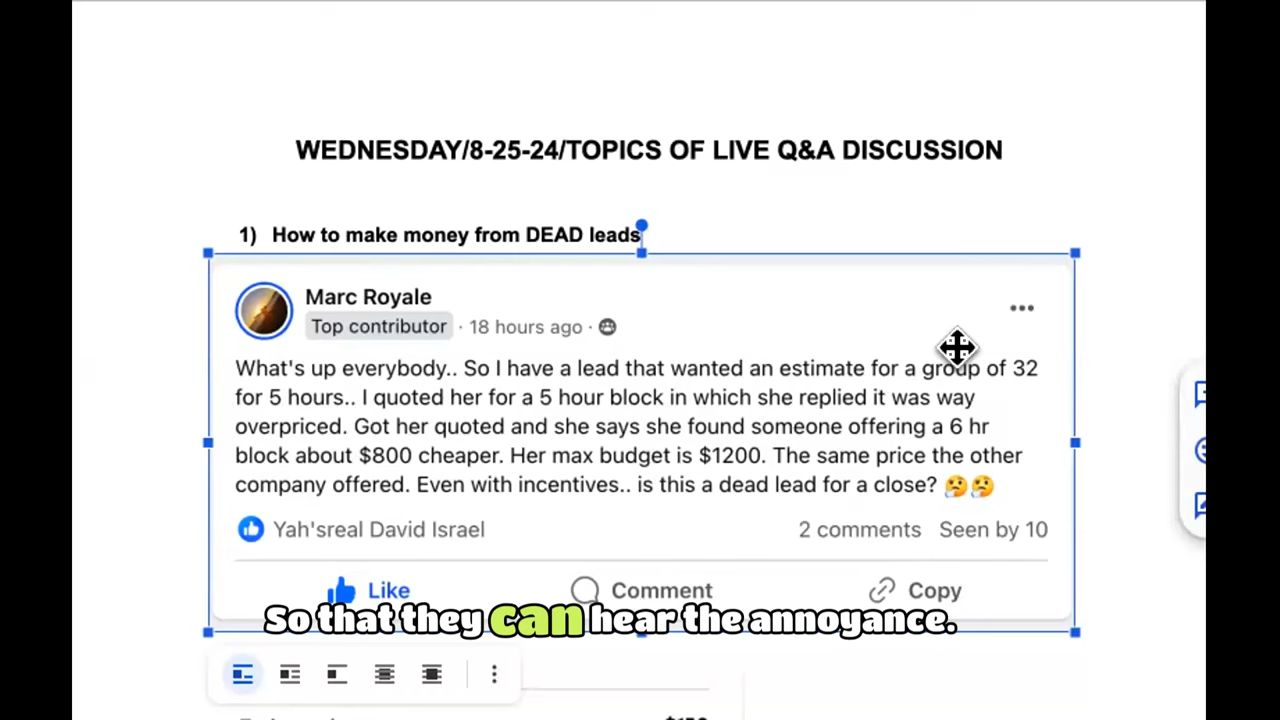 WEDNESDAY/8-25-24/TOPICS OF LIVE Q&A DISCUSSION
1) How to make money from DEAD leads
Marc Royale
Top contributor · 18 hours ago ·
What's up everybody.. So I have a lead that wanted an estimate for a group of 32
for 5 hours.. I quoted her for a 5 hour block in which she replied it was way
overpriced. Got her quoted and she says she found someone offering a 6 hr
block about $800 cheaper. Her max budget is $1200. The same price the other
company offered. Even with incentives.. is this a dead lead for a close? 🤔🤔
Yah'sreal David Israel 2 comments Seen by 10
Like Comment Copy
So that they can hear the annoyance.